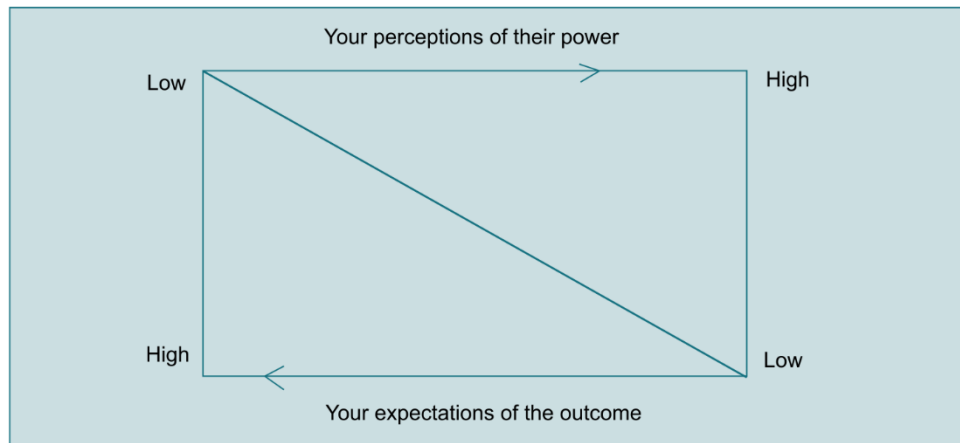 Your perceptions of their power
Low
High
High
Low
Your expectations of the outcome